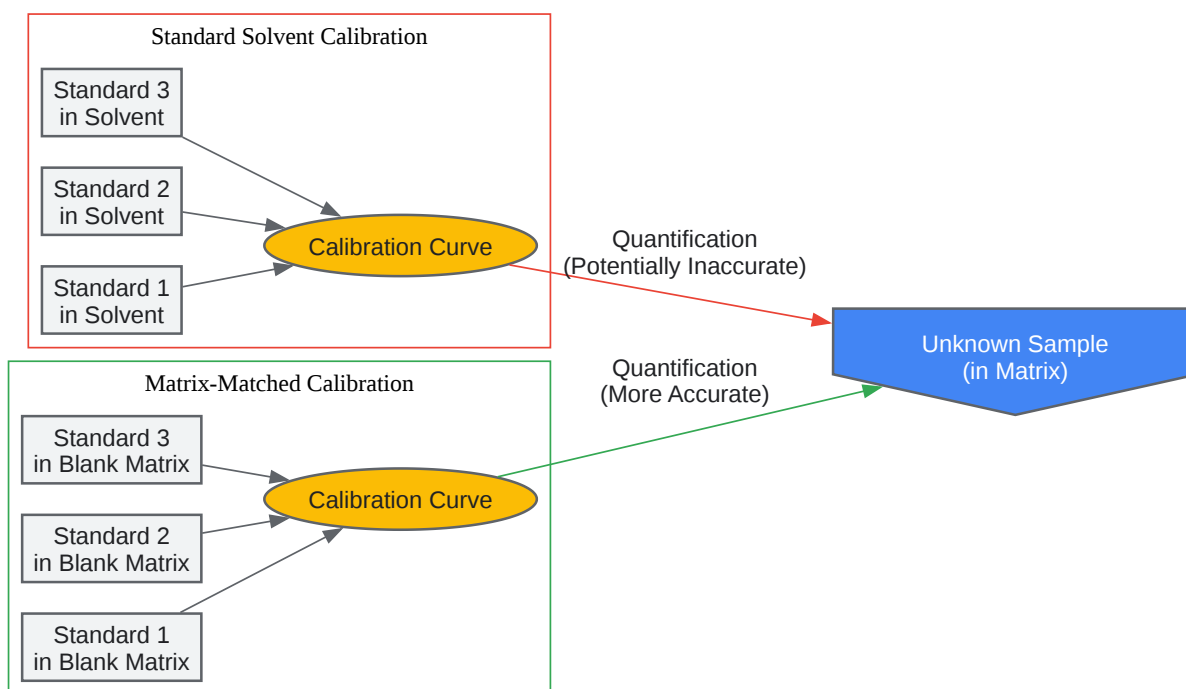 Standard Solvent Calibration
Standard 3
in Solvent
Standard 2
in Solvent
Standard 1
in Solvent
Calibration Curve
Quantification
(Potentially Inaccurate)
Unknown Sample
(in Matrix)
Quantification
(More Accurate)
Matrix-Matched Calibration
Standard 3
in Blank Matrix
Standard 2
in Blank Matrix
Standard 1
in Blank Matrix
Calibration Curve